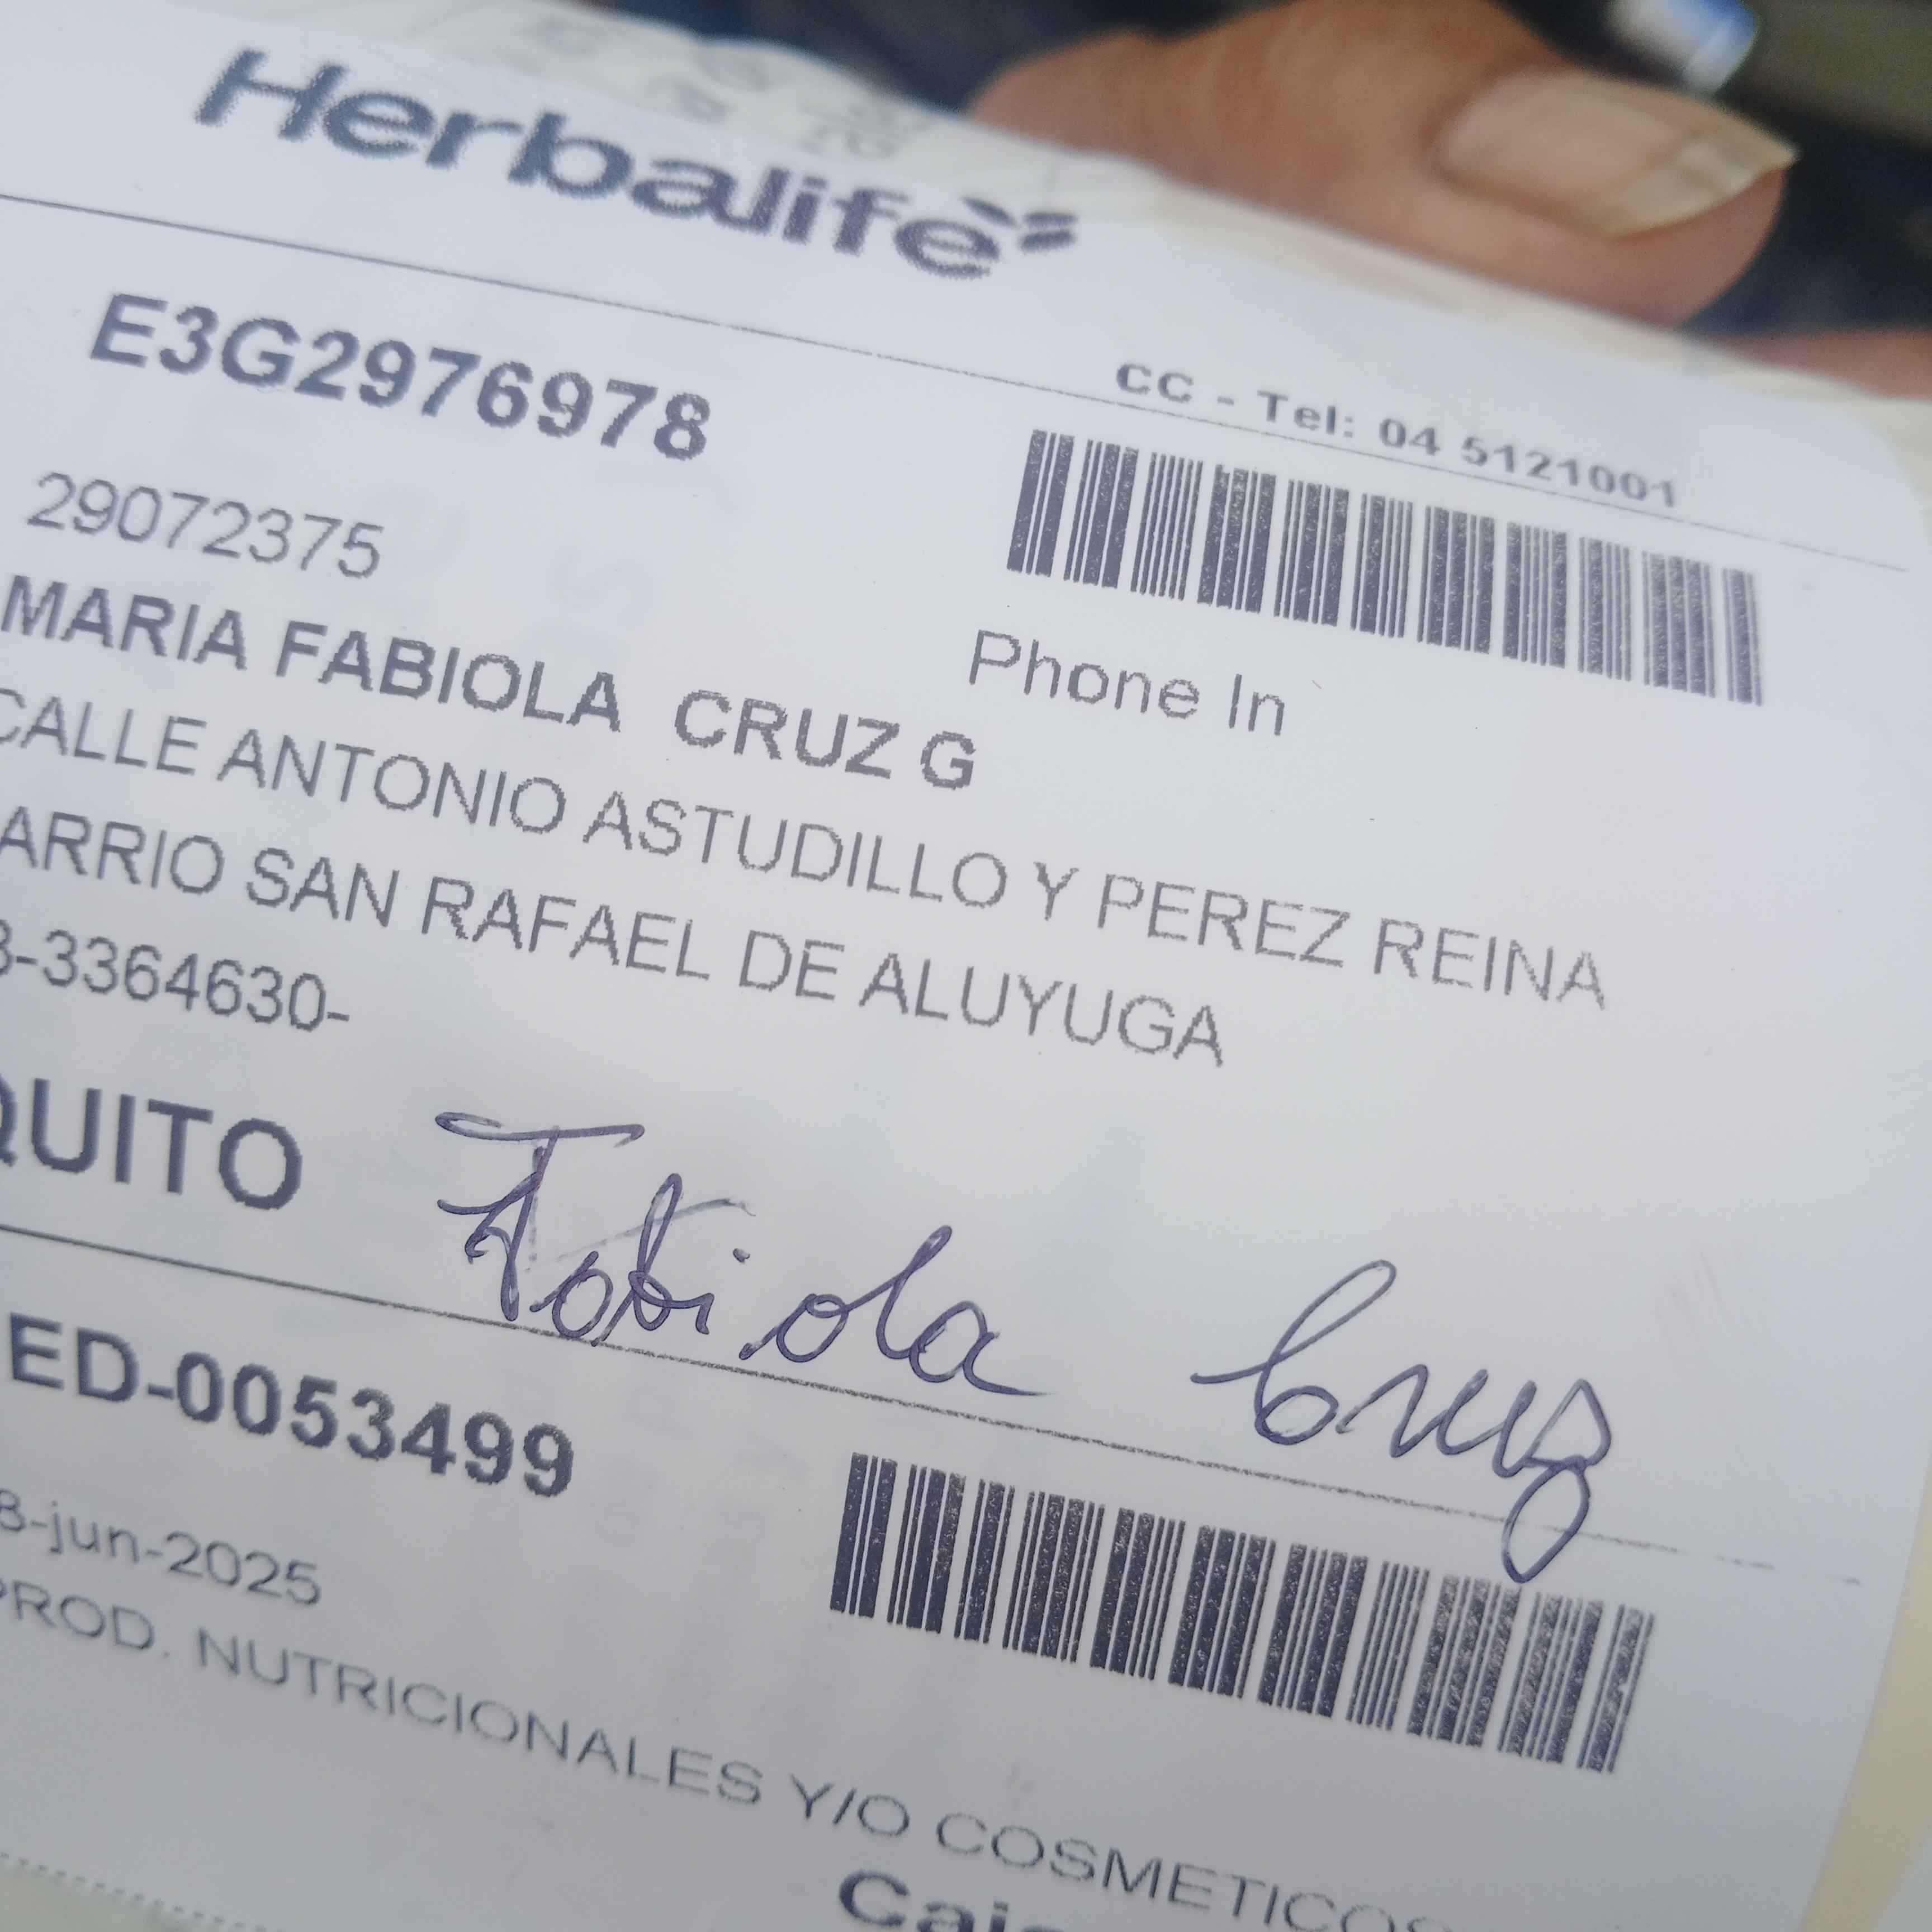 Herbalife
E3G2976978
CC - Tel: 04 5121001
29072375
MARIA FABIOLA CRUZ G
Phone In
CALLE ANTONIO ASTUDILLO Y PEREZ REINA
ARRIO SAN RAFAEL DE ALUYUGA
3-3364630-
QUITO
Fabiola Cruz
ED-0053499
3-jun-2025
PROD. NUTRICIONALES Y/O COSMETICOS